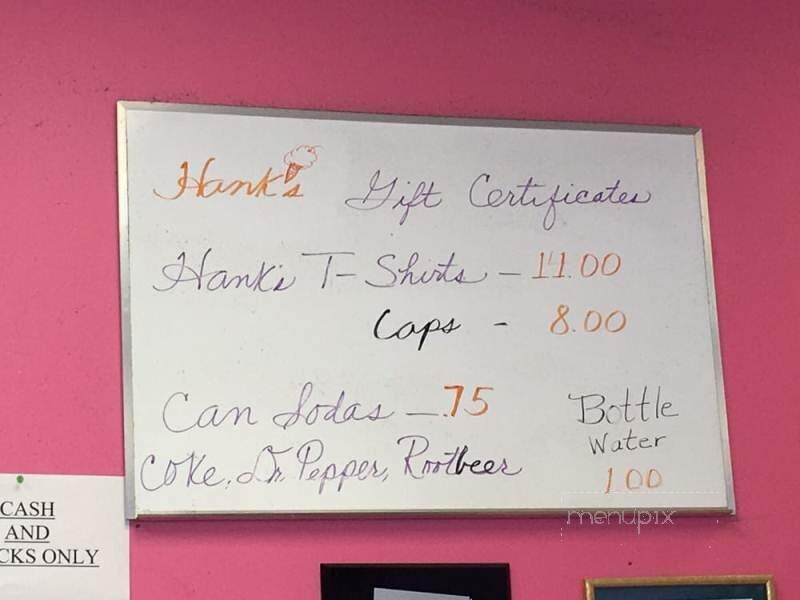 Hank's Gift Certificates
Hank's T-Shirts - 11.00
Caps - 8.00
Can Sodas - .75
Coke, Dr. Pepper, Rootbeer
Bottle
Water
1.00
CASH
AND
CKS ONLY
menupix